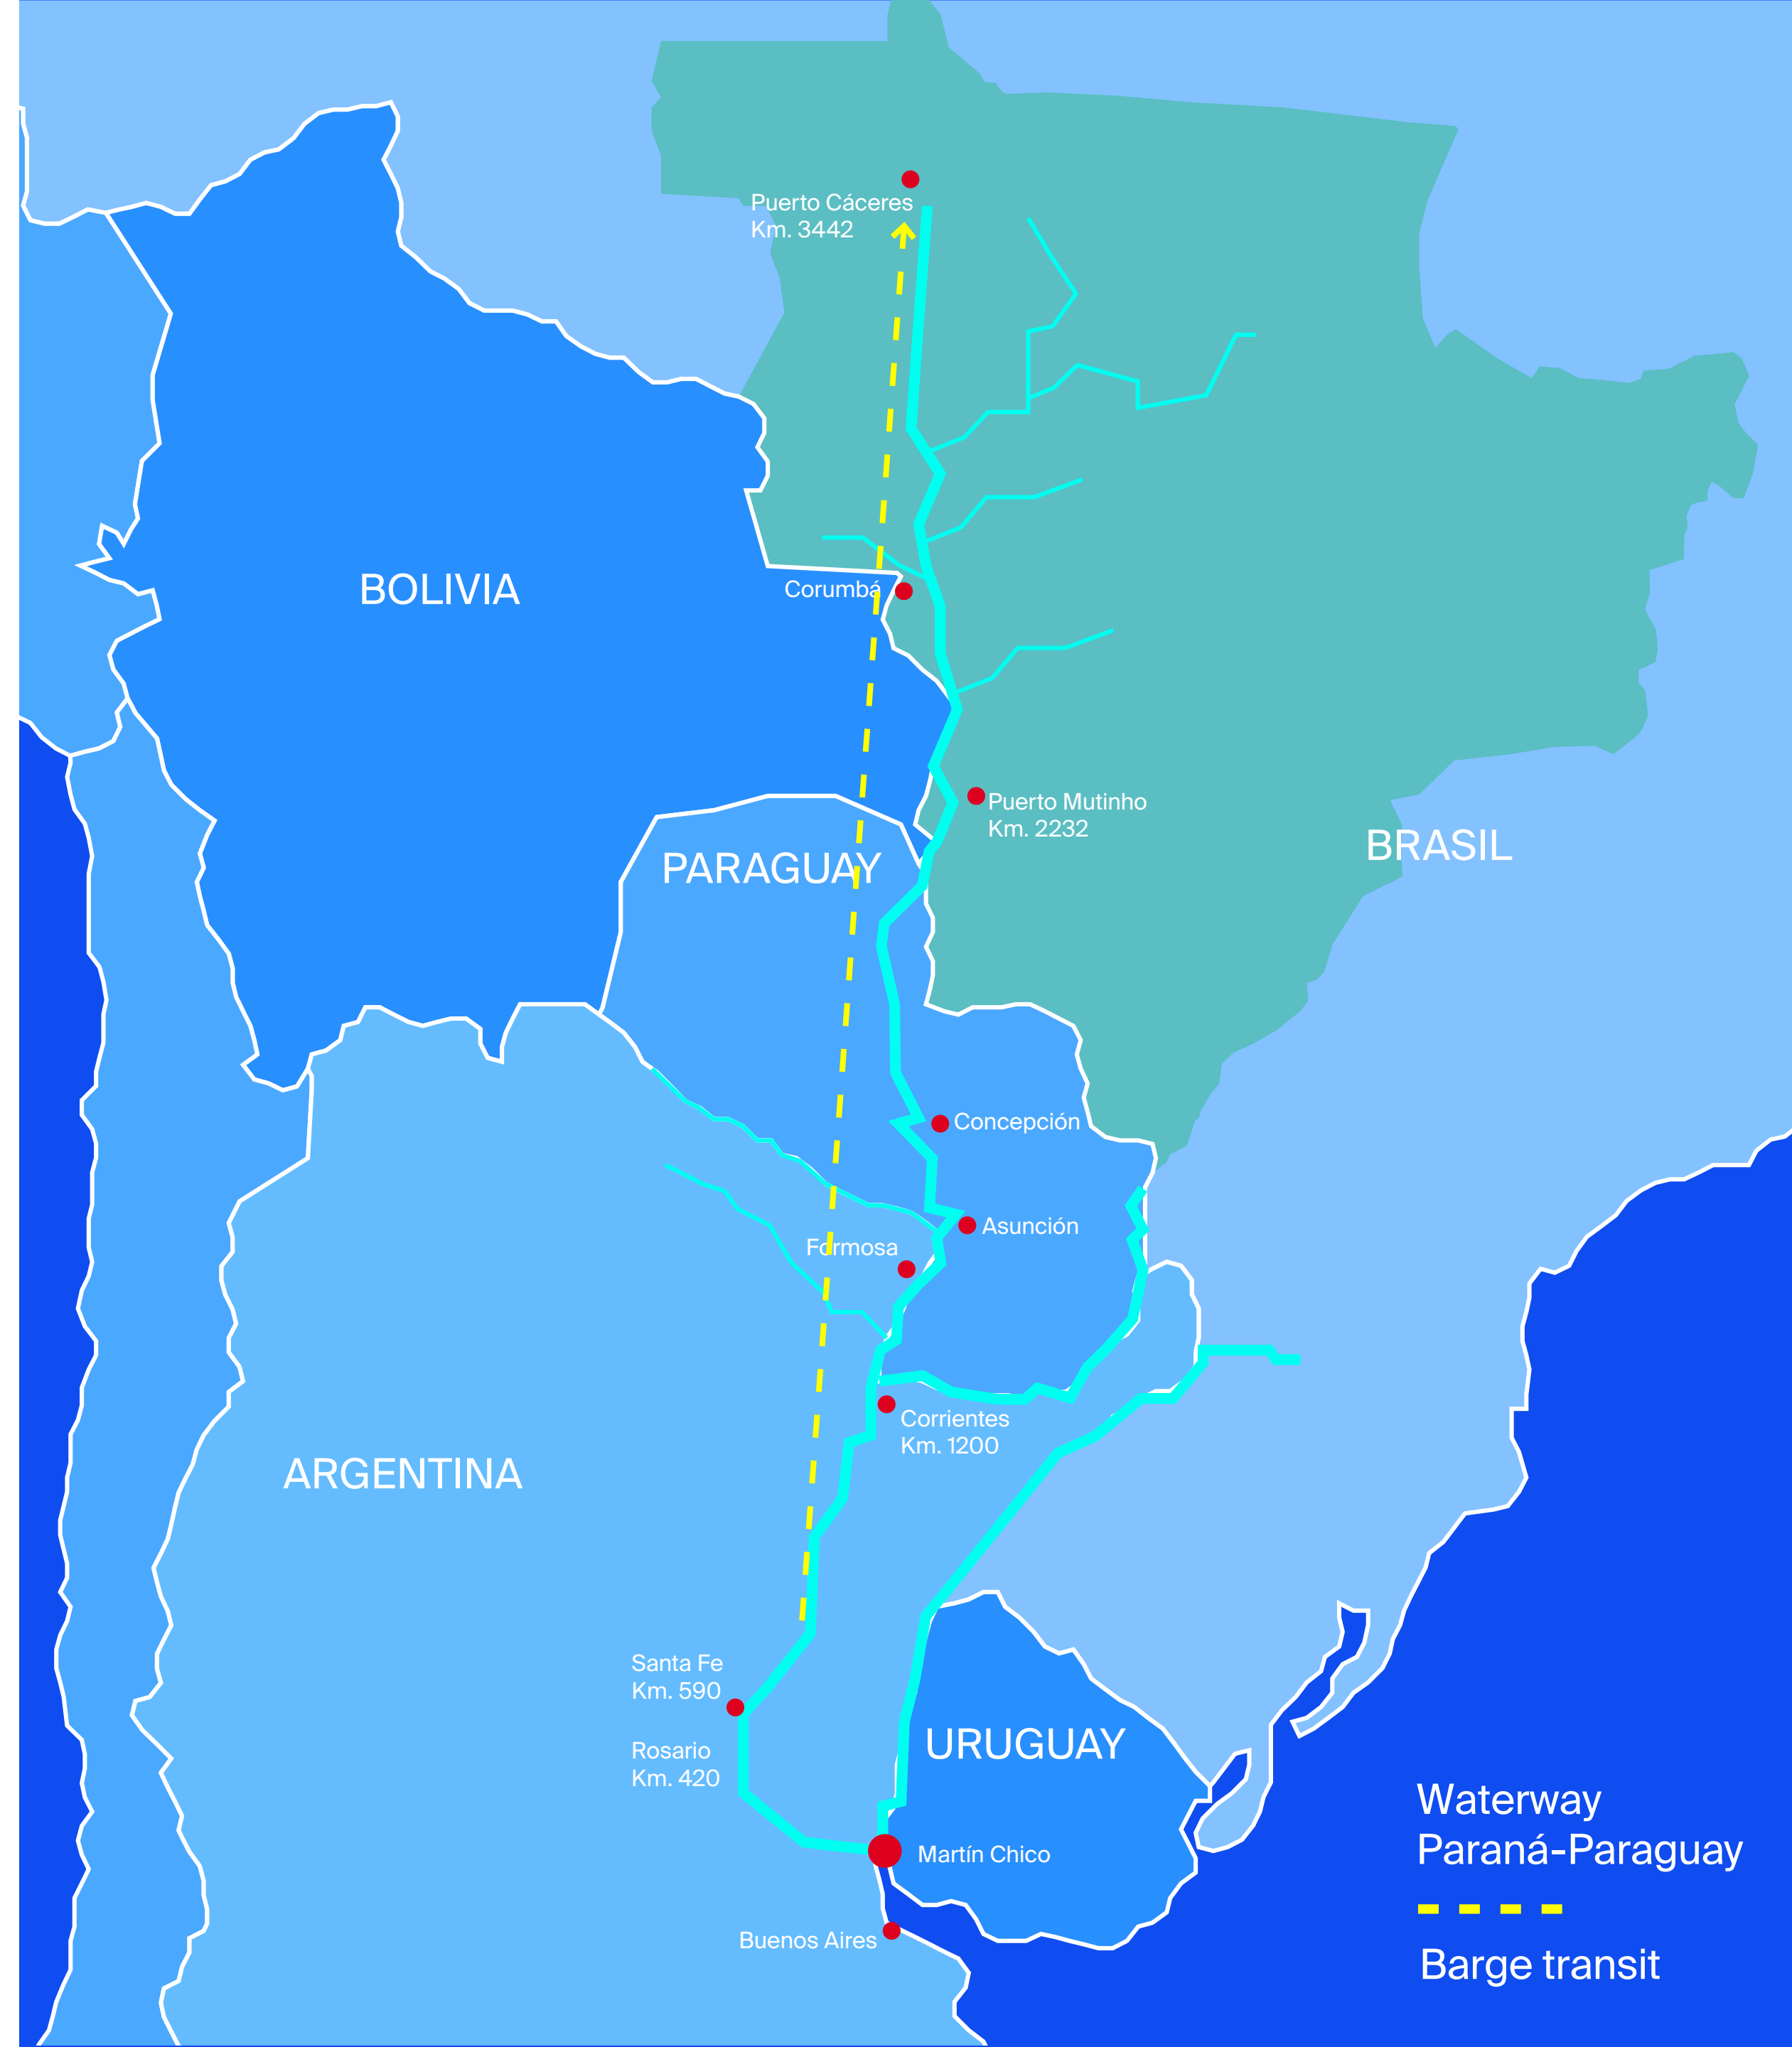 Puerto Cáceres
Km. 3442
BOLIVIA
Corumbá
Puerto Mutinho
Km. 2232
BRASIL
PARAGUAY
Concepción
Asunción
Formosa
Corrientes
Km. 1200
ARGENTINA
Santa Fe
Km. 590
Rosario
Km. 420
URUGUAY
Martín Chico
Buenos Aires
Waterway
Paraná-Paraguay
Barge transit